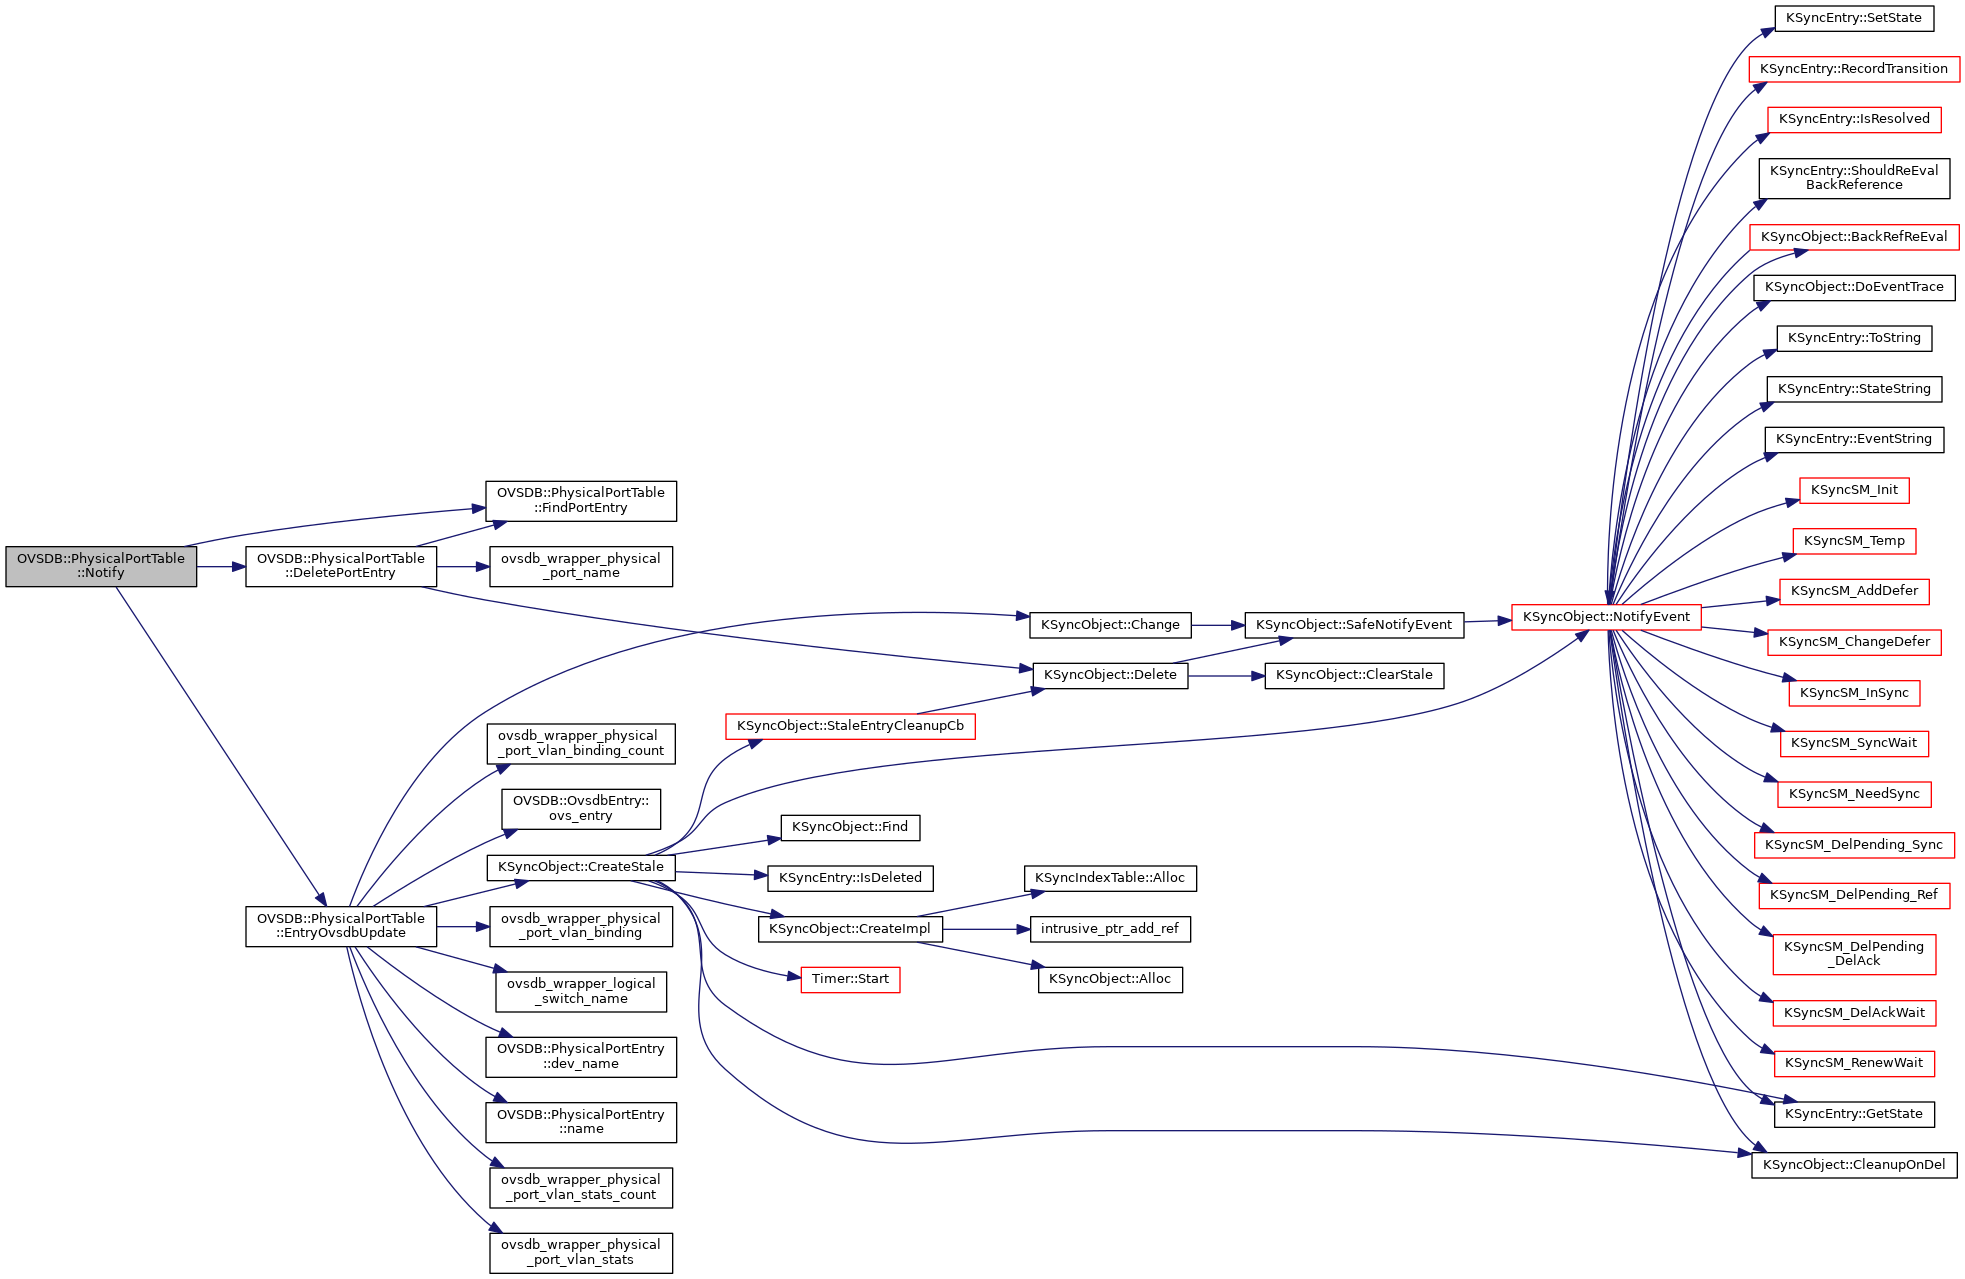 OVSDB::PhysicalPortTable
::Notify
OVSDB::PhysicalPortTable
::DeletePortEntry
OVSDB::PhysicalPortTable
::EntryOvsdbUpdate
OVSDB::PhysicalPortTable
::FindPortEntry
ovsdb_wrapper_physical
_port_name
ovsdb_wrapper_physical
_port_vlan_binding_count
OVSDB::OvsdbEntry::
ovs_entry
KSyncObject::CreateStale
ovsdb_wrapper_physical
_port_vlan_binding
ovsdb_wrapper_logical
_switch_name
OVSDB::PhysicalPortEntry
::dev_name
OVSDB::PhysicalPortEntry
::name
ovsdb_wrapper_physical
_port_vlan_stats_count
ovsdb_wrapper_physical
_port_vlan_stats
KSyncObject::StaleEntryCleanupCb
KSyncObject::Find
KSyncEntry::IsDeleted
KSyncObject::CreateImpl
Timer::Start
KSyncObject::Change
KSyncObject::Delete
KSyncIndexTable::Alloc
intrusive_ptr_add_ref
KSyncObject::Alloc
KSyncObject::SafeNotifyEvent
KSyncObject::ClearStale
KSyncObject::NotifyEvent
KSyncEntry::SetState
KSyncEntry::RecordTransition
KSyncEntry::IsResolved
KSyncEntry::ShouldReEval
BackReference
KSyncObject::BackRefReEval
KSyncObject::DoEventTrace
KSyncEntry::ToString
KSyncEntry::StateString
KSyncEntry::EventString
KSyncSM_Init
KSyncSM_Temp
KSyncSM_AddDefer
KSyncSM_ChangeDefer
KSyncSM_InSync
KSyncSM_SyncWait
KSyncSM_NeedSync
KSyncSM_DelPending_Sync
KSyncSM_DelPending_Ref
KSyncSM_DelPending
_DelAck
KSyncSM_DelAckWait
KSyncSM_RenewWait
KSyncEntry::GetState
KSyncObject::CleanupOnDel